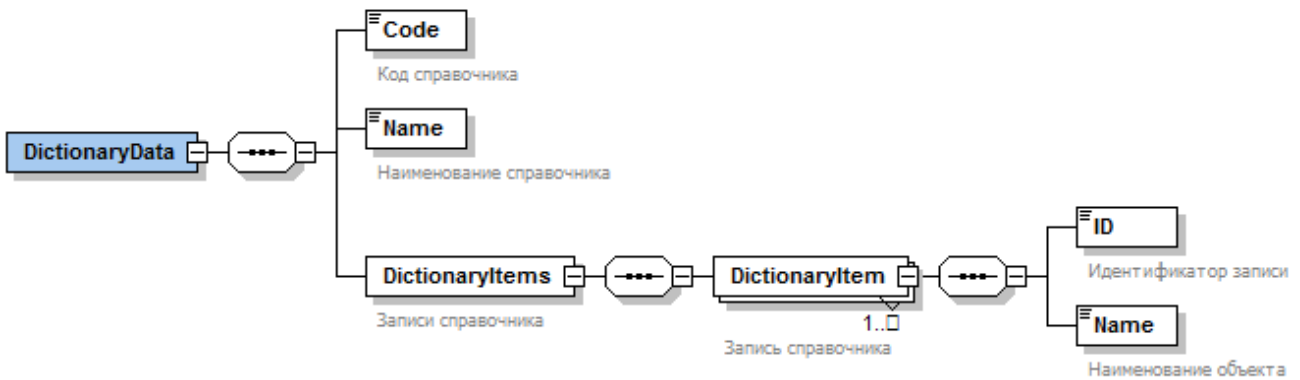 Code
Код справочника
Name
Наименование справочника
DictionaryData
DictionaryItems
Записи справочника
DictionaryItem
1..□
Запись справочника
ID
Идентификатор записи
Name
Наименование объекта